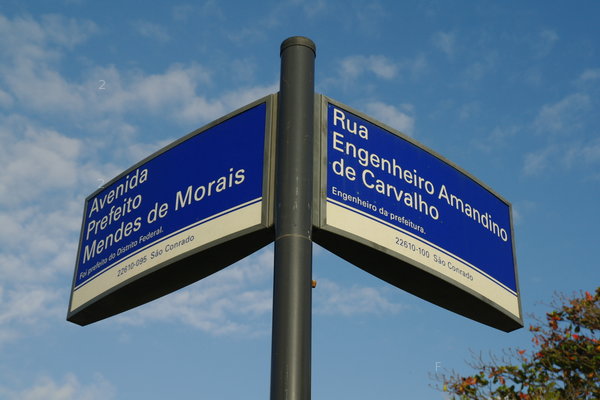 Avenida
Prefeito
Mendes de Morais
Foi prefeito do Distrito Federal.
22610-095 São Conrado
Rua
Engenheiro Amandino
de Carvalho
Engenheiro da prefeitura.
22610-100 São Conrado
2
F